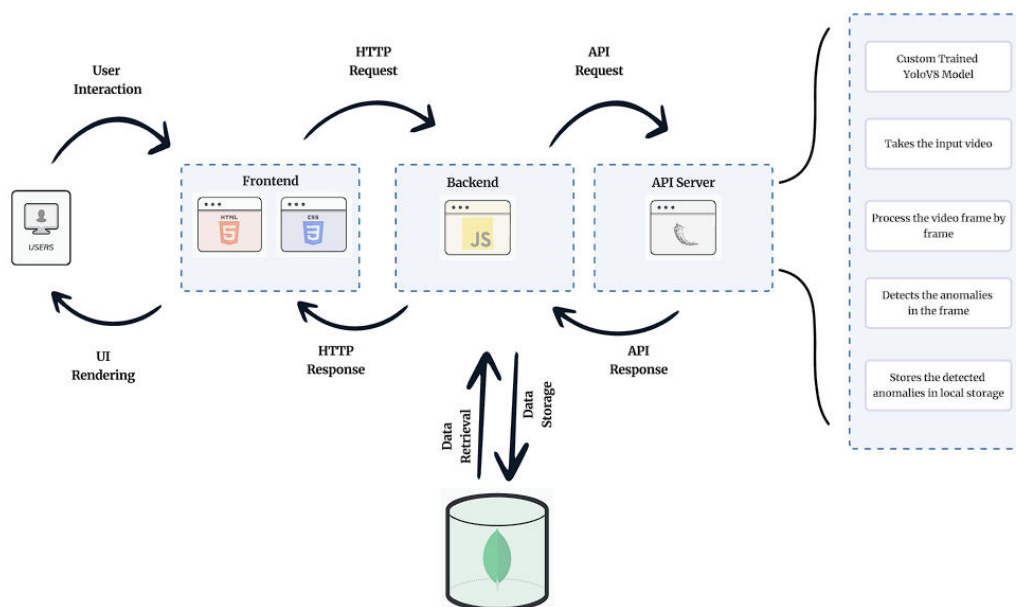 User
Interaction
HTTP
Request
API
Request
Frontend
HTML
5
CSS
3
Backend
JS
API Server
USERS
UI
Rendering
HTTP
Response
API
Response
Data
Retrieval
Data
Storage
Custom Trained
YoloV8 Model
Takes the input video
Process the video frame by
frame
Detects the anomalies
in the frame
Stores the detected
anomalies in local storage